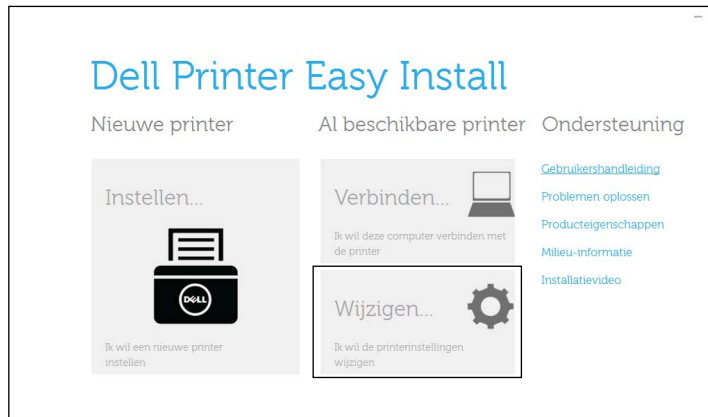 Dell Printer Easy Install
Nieuwe printer
Al beschikbare printer
Ondersteuning
Instellen...
DELL
Ik wil een nieuwe printer
instellen
Verbinden...
Ik wil deze computer verbinden met
de printer
Wijzigen...
Ik wil de printerinstellingen
wijzigen
Gebruikershandleiding
Problemen oplossen
Producteigenschappen
Milieu-informatie
Installatievideo